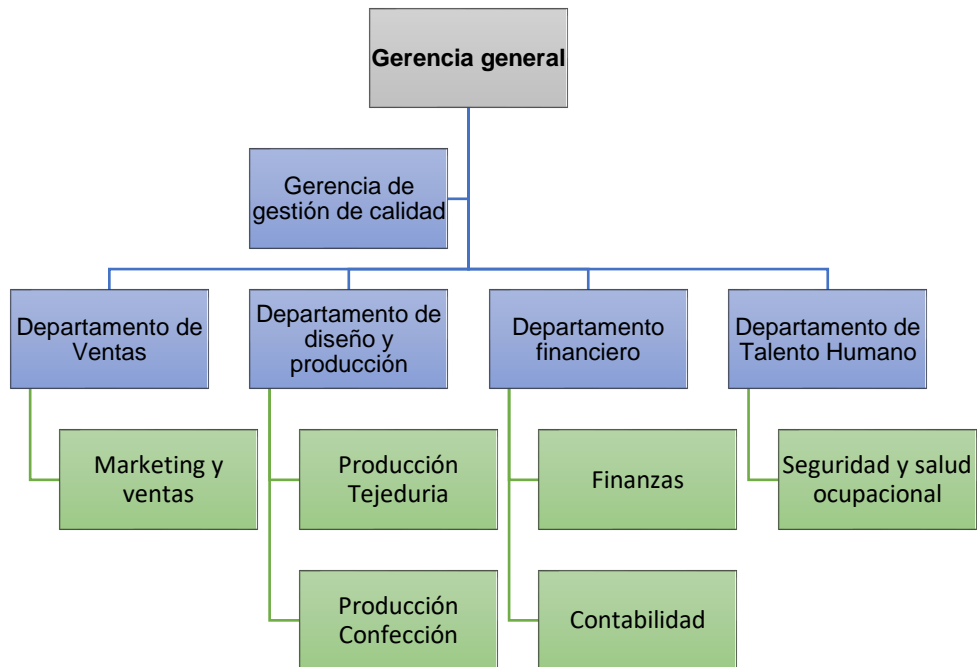 Gerencia general
Gerencia de
gestión de calidad
Departamento de
Ventas
Departamento de
diseño y
producción
Departamento
financiero
Departamento de
Talento Humano
Marketing y
ventas
Producción
Tejeduria
Finanzas
Seguridad y salud
ocupacional
Producción
Confección
Contabilidad